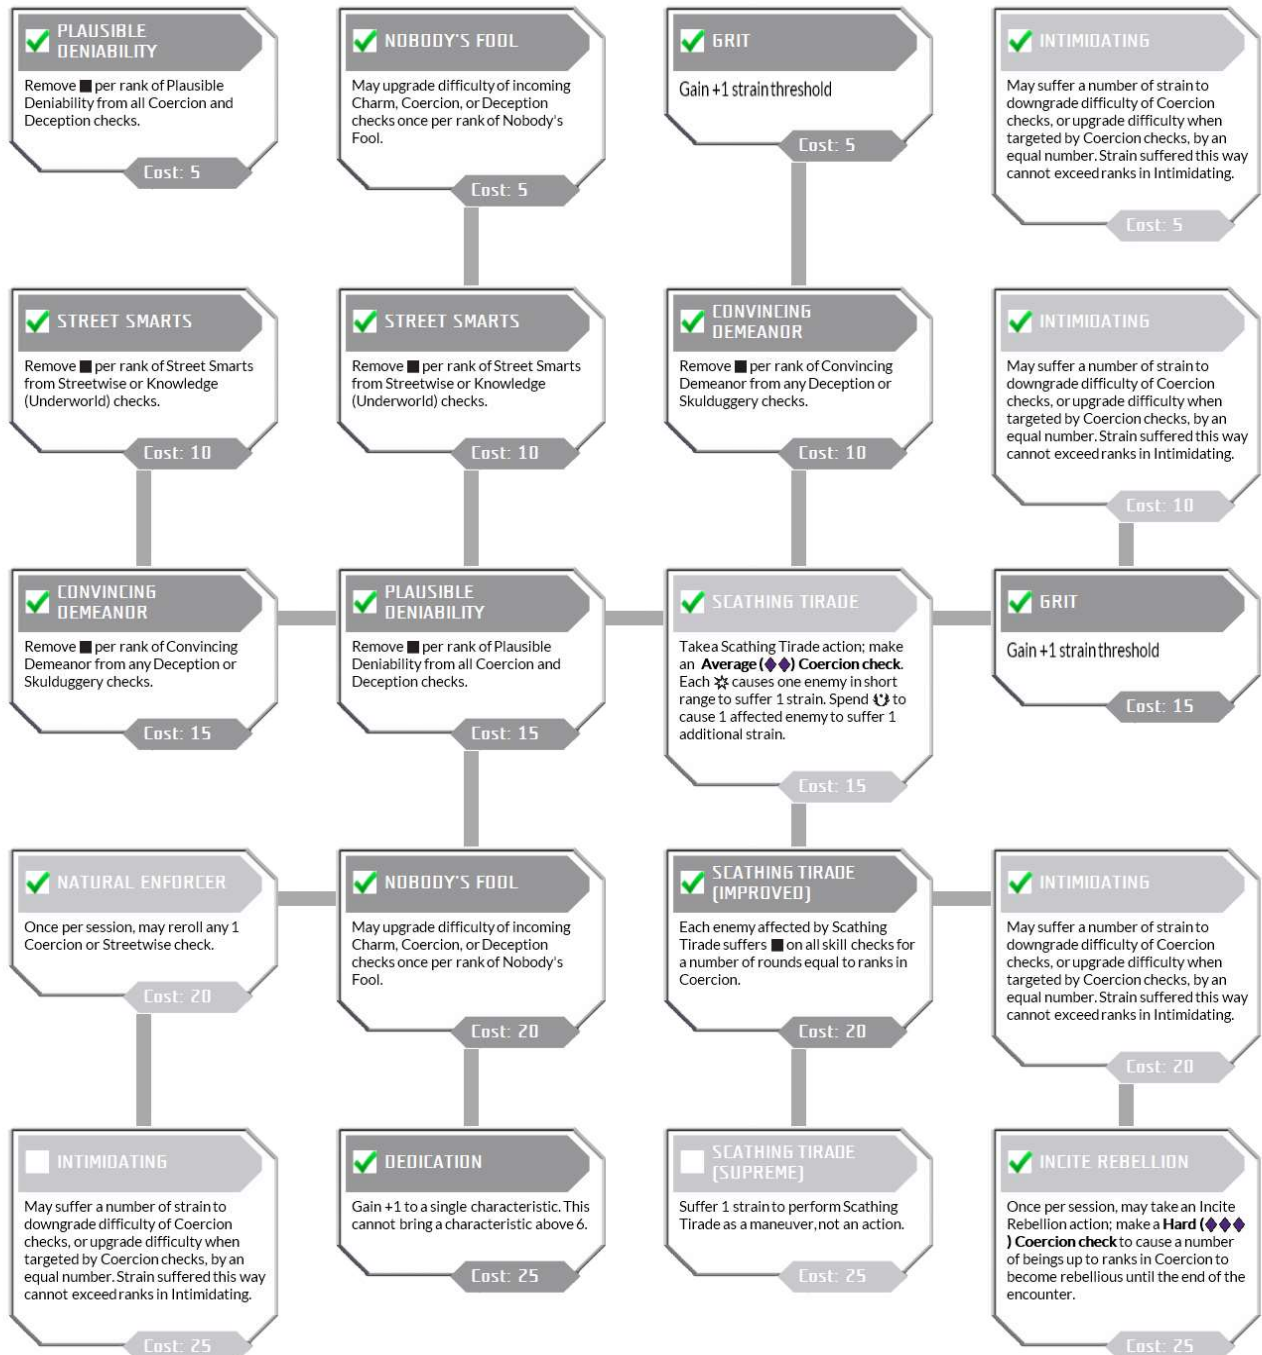 PLAUSIBLE
DENIABILITY
Remove ■ per rank of Plausible
Deniability from all Coercion and
Deception checks.
Cost: 5
NOBODY'S FOOL
May upgrade difficulty of incoming
Charm, Coercion, or Deception
checks once per rank of Nobody's
Fool.
Cost: 5
GRIT
Gain +1 strain threshold
Cost: 5
INTIMIDATING
May suffer a number of strain to
downgrade difficulty of Coercion
checks, or upgrade difficulty when
targeted by Coercion checks, by an
equal number. Strain suffered this way
cannot exceed ranks in Intimidating.
Cost: 5
STREET SMARTS
Remove ■ per rank of Street Smarts
from Streetwise or Knowledge
(Underworld) checks.
Cost: 10
STREET SMARTS
Remove ■ per rank of Street Smarts
from Streetwise or Knowledge
(Underworld) checks.
Cost: 10
CONVINCING
DEMEANOR
Remove ■ per rank of Convincing
Demeanor from any Deception or
Skulduggery checks.
Cost: 10
INTIMIDATING
May suffer a number of strain to
downgrade difficulty of Coercion
checks, or upgrade difficulty when
targeted by Coercion checks, by an
equal number. Strain suffered this way
cannot exceed ranks in Intimidating.
Cost: 10
CONVINCING
DEMEANOR
Remove ■ per rank of Convincing
Demeanor from any Deception or
Skulduggery checks.
Cost: 15
PLAUSIBLE
DENIABILITY
Remove ■ per rank of Plausible
Deniability from all Coercion and
Deception checks.
Cost: 15
SCATHING TIRADE
Take a Scathing Tirade action; make
an Average (◆◆) Coercion check.
Each causes one enemy in short
range to suffer 1 strain. Spend to
cause 1 affected enemy to suffer 1
additional strain.
Cost: 15
GRIT
Gain +1 strain threshold
Cost: 15
NATURAL ENFORCER
Once per session, may reroll any 1
Coercion or Streetwise check.
Cost: 20
NOBODY'S FOOL
May upgrade difficulty of incoming
Charm, Coercion, or Deception
checks once per rank of Nobody's
Fool.
Cost: 20
SCATHING TIRADE
(IMPROVED)
Each enemy affected by Scathing
Tirade suffers ■ on all skill checks for
a number of rounds equal to ranks in
Coercion.
Cost: 20
INTIMIDATING
May suffer a number of strain to
downgrade difficulty of Coercion
checks, or upgrade difficulty when
targeted by Coercion checks, by an
equal number. Strain suffered this way
cannot exceed ranks in Intimidating.
Cost: 20
INTIMIDATING
May suffer a number of strain to
downgrade difficulty of Coercion
checks, or upgrade difficulty when
targeted by Coercion checks, by an
equal number. Strain suffered this way
cannot exceed ranks in Intimidating.
Cost: 25
DEDICATION
Gain +1 to a single characteristic. This
cannot bring a characteristic above 6.
Cost: 25
SCATHING TIRADE
(SUPREME)
Suffer 1 strain to perform Scathing
Tirade as a maneuver, not an action.
Cost: 25
INCITE REBELLION
Once per session, may take an Incite
Rebellion action; make a Hard (◆◆◆
) Coercion check to cause a number
of beings up to ranks in Coercion to
become rebellious until the end of the
encounter.
Cost: 25